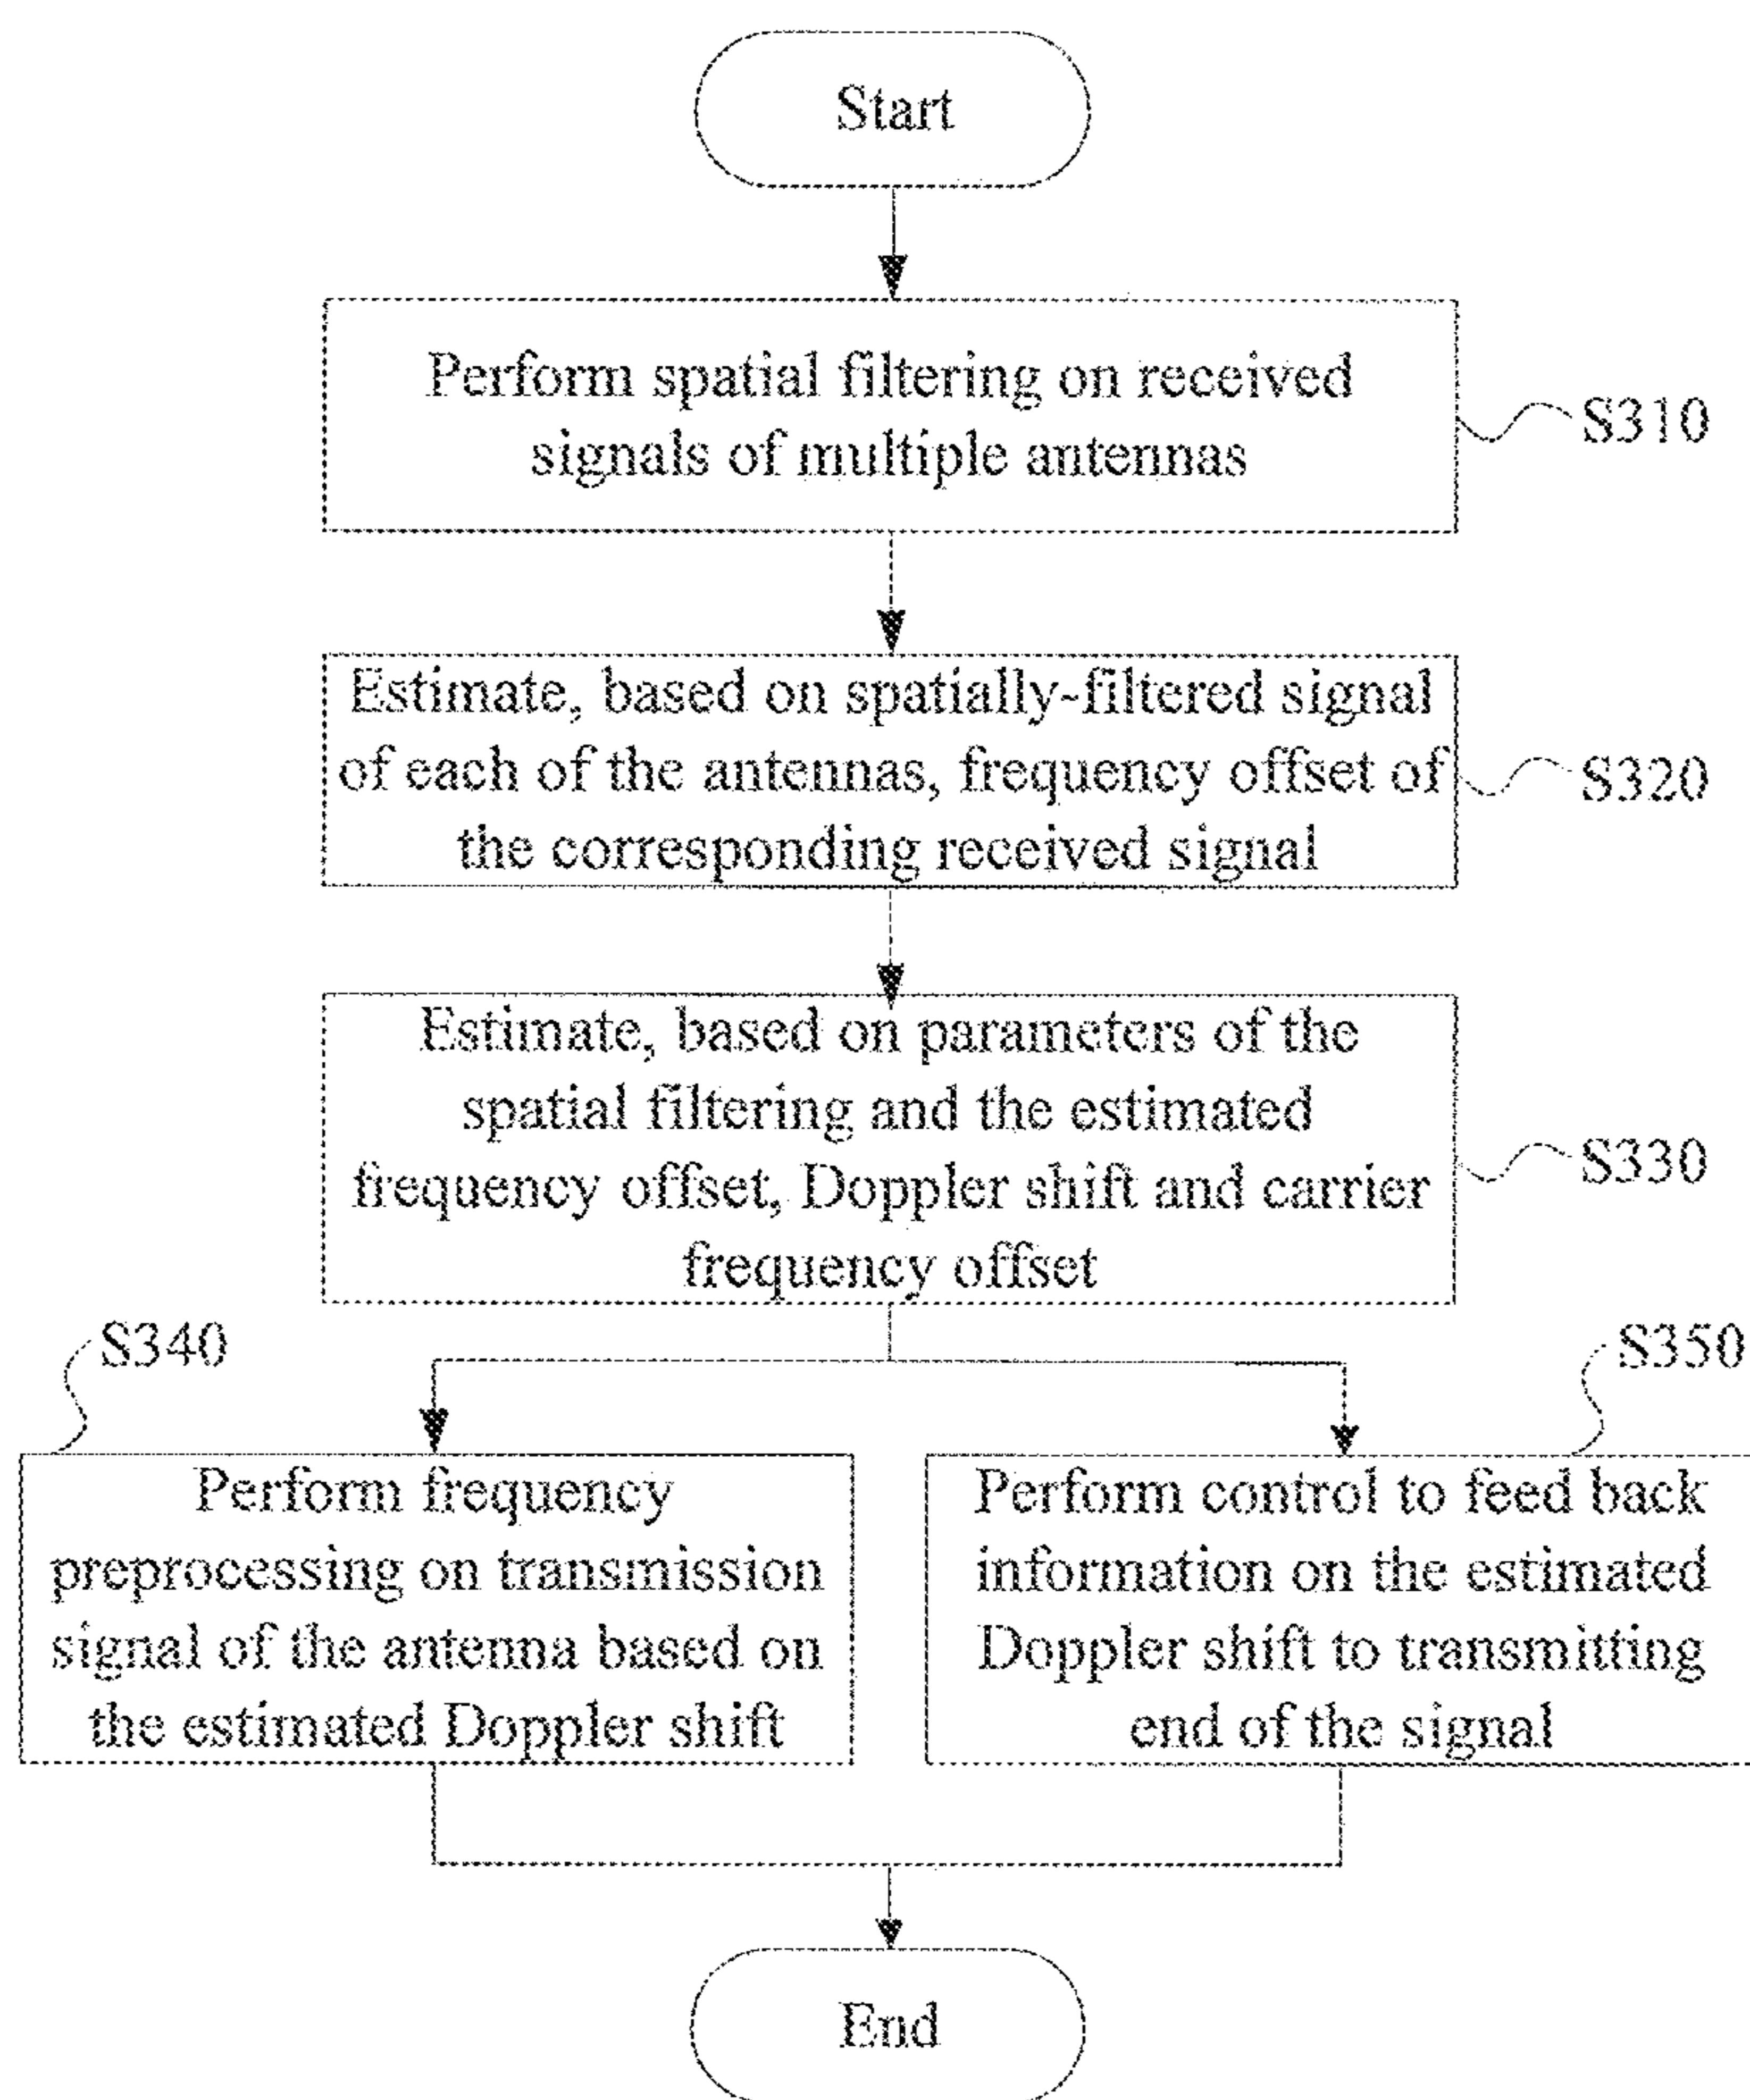 Start
Perform spatial filtering on received
signals of multiple antennas
S310
Estimate, based on spatially-filtered signal
of each of the antennas, frequency offset of
the corresponding received signal
S320
Estimate, based on parameters of the
spatial filtering and the estimated
frequency offset, Doppler shift and carrier
frequency offset
S330
S340
Perform frequency
preprocessing on transmission
signal of the antenna based on
the estimated Doppler shift
S350
Perform control to feed back
information on the estimated
Doppler shift to transmitting
end of the signal
End